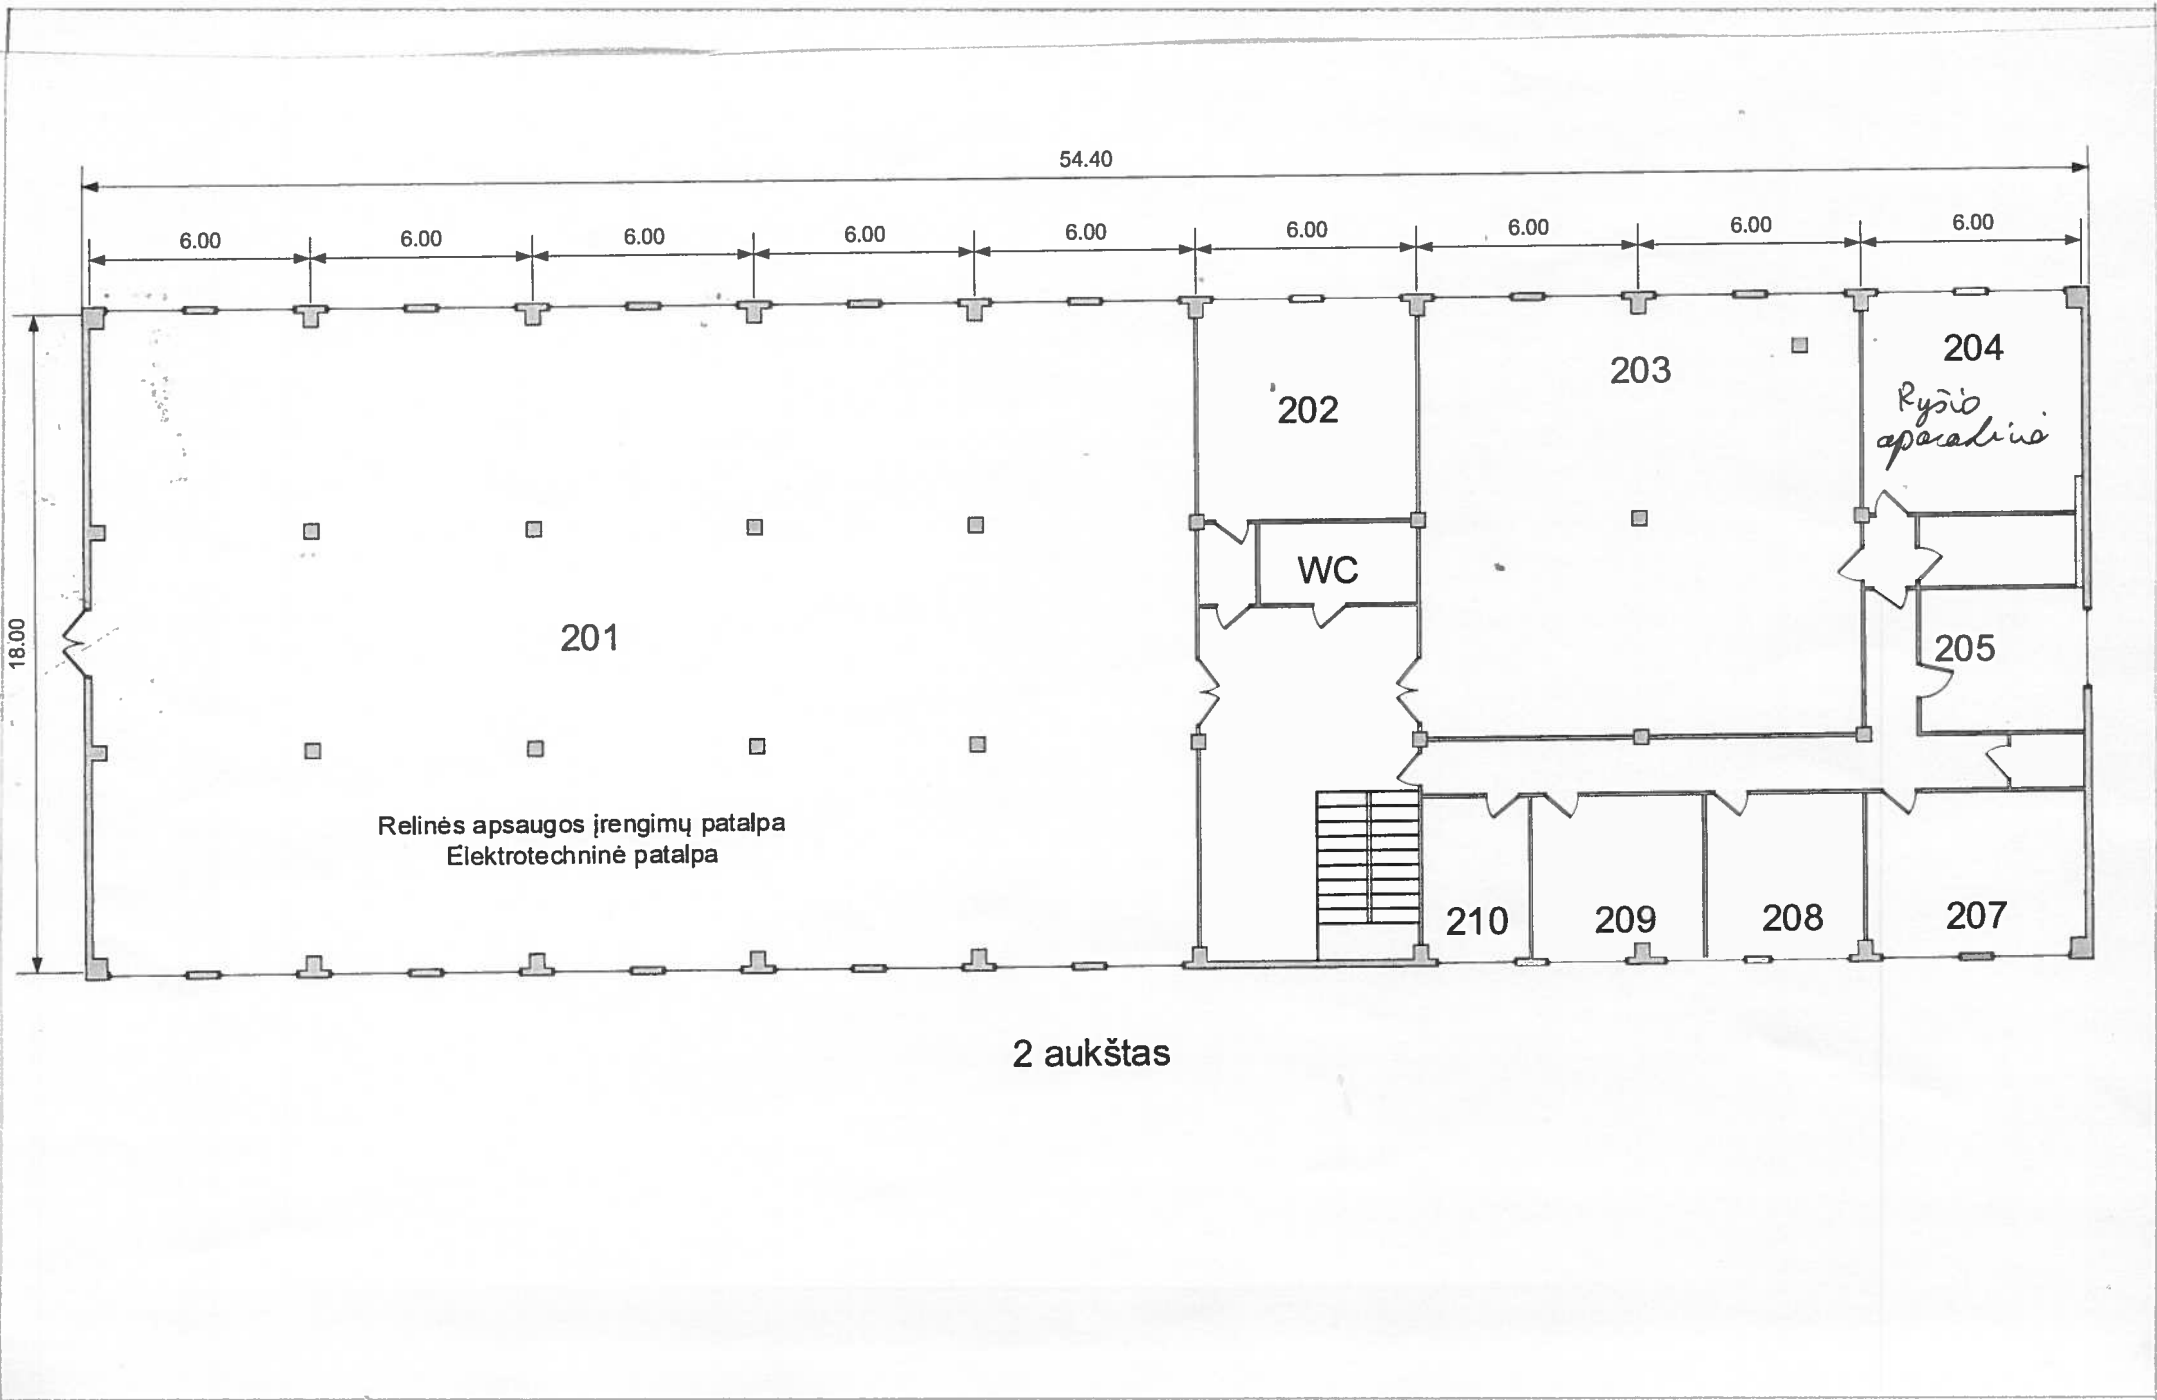 54.40
6.00 6.00 6.00 6.00 6.00 6.00 6.00 6.00 6.00
18.00
201
Relinės apsaugos įrengimų patalpa
Elektrotechninė patalpa
202
WC
203
204
Ryšio
aparatinė
205
210
209
208
207
2 aukštas